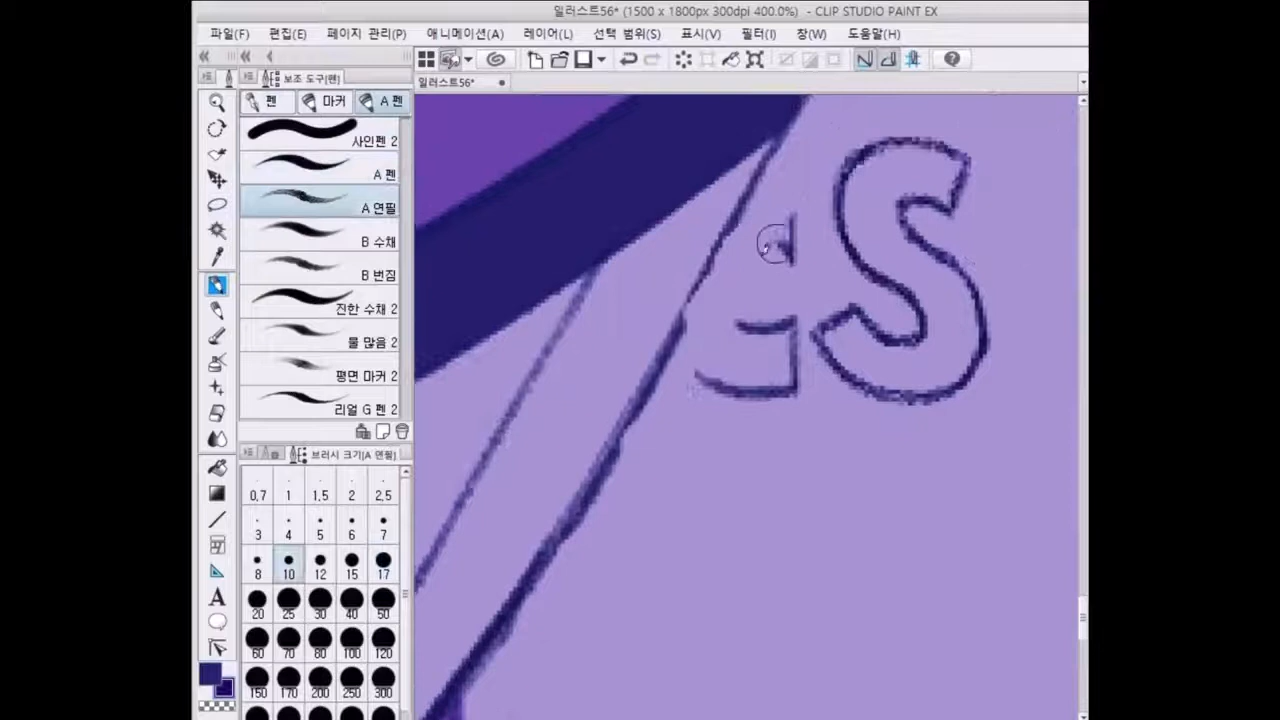 일러스트56* (1500 x 1800px 300dpi 400.0%) - CLIP STUDIO PAINT EX
파일(F) 편집(E) 페이지 관리(P) 애니메이션(A) 레이어(L) 선택 범위(S) 표시(V) 필터(I) 창(W) 도움말(H)
보조 도구[펜] 일러스트56*
펜 마커 A 펜
사인펜 2
A 펜
A 연필
B 수채
B 번짐
진한 수채 2
물 많음 2
평면 마커 2
리얼 G 펜 2
브러시 크기[A 연필]
0.7 1 1.5 2 2.5
3 4 5 6 7
8 10 12 15 17
20 25 30 40 50
60 70 80 100 120
150 170 200 250 300
S